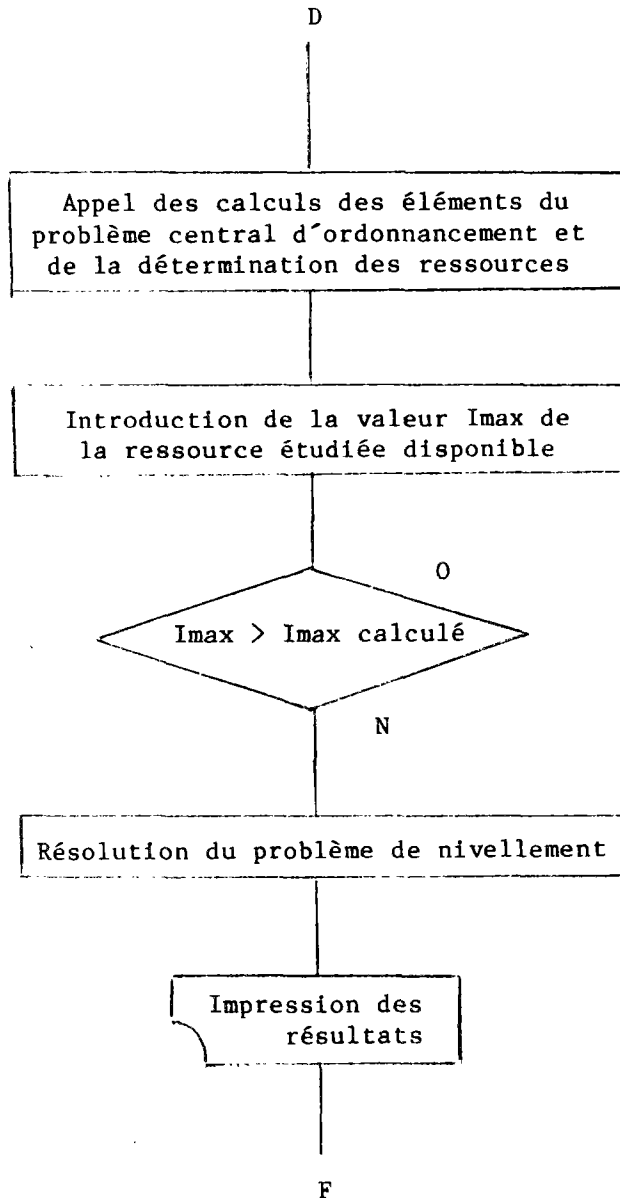 D
Appel des calculs des éléments du
problème central d´ordonnancement et
de la détermination des ressources
Introduction de la valeur Imax de
la ressource étudiée disponible
O
Imax > Imax calculé
N
Résolution du problème de nivellement
Impression des
résultats
F